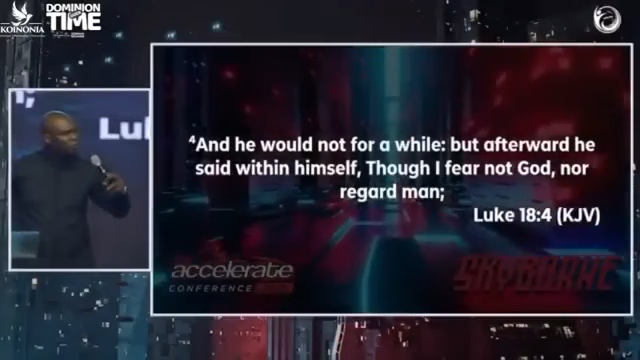 KOINONIA
DOMINION
TIME
Luk
⁴And he would not for a while: but afterward he
said within himself, Though I fear not God, nor
regard man;
Luke 18:4 (KJV)
accelerate
CONFERENCE
SKYBOURNE